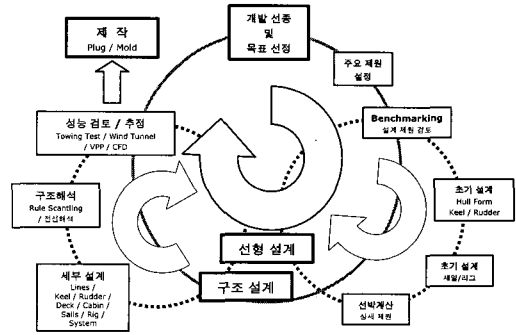 개발 선종
및
목표 선정
제 작
Plug / Mold
주요 제원
설정
성능 검토 / 추정
Towing Test / Wind Tunnel
/ VPP / CFD
Benchmarking
설계 제원 검토
구조해석
Rule Scantling
/ 전선해석
초기 설계
Hull Form
Keel / Rudder
선형 설계
초기 설계
세일/리그
세부 설계
Lines /
Keel / Rudder /
Deck / Cabin /
Sails / Rig /
System
구조 설계
선박계산
상세 제원